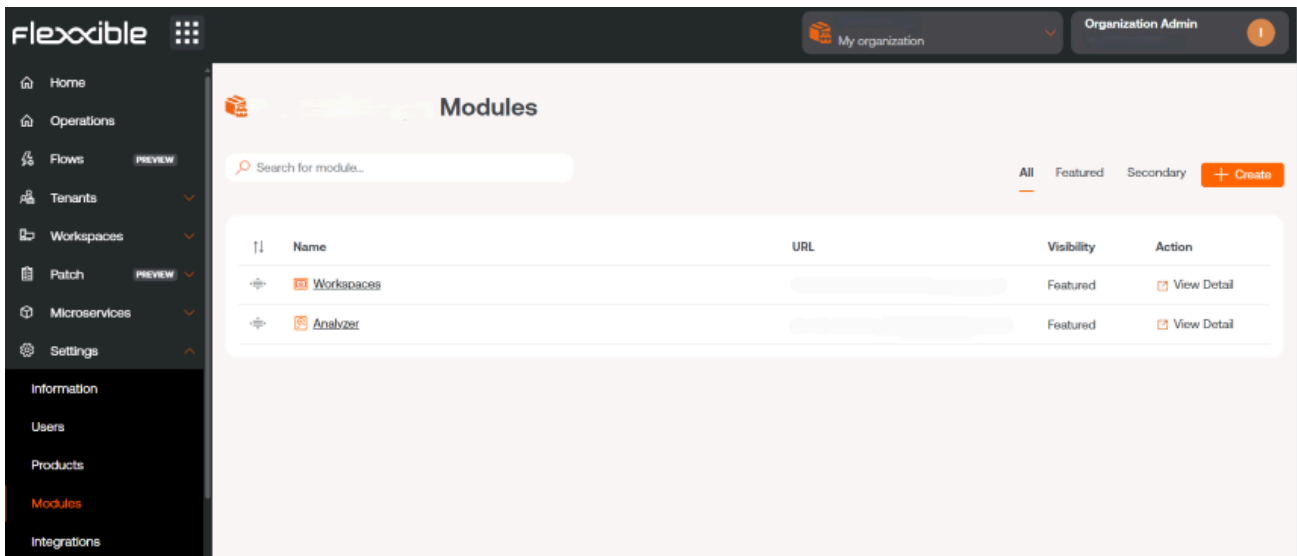 Flexxible
My organization
Organization Admin
I
Home
Operations
Flows PREVIEW
Tenants
Workspaces
Patch PREVIEW
Microservices
Settings
Information
Users
Products
Modules
Integrations
Modules
Search for module...
All Featured Secondary + Create
Name URL Visibility Action
Workspaces Featured View Detail
Analyzer Featured View Detail